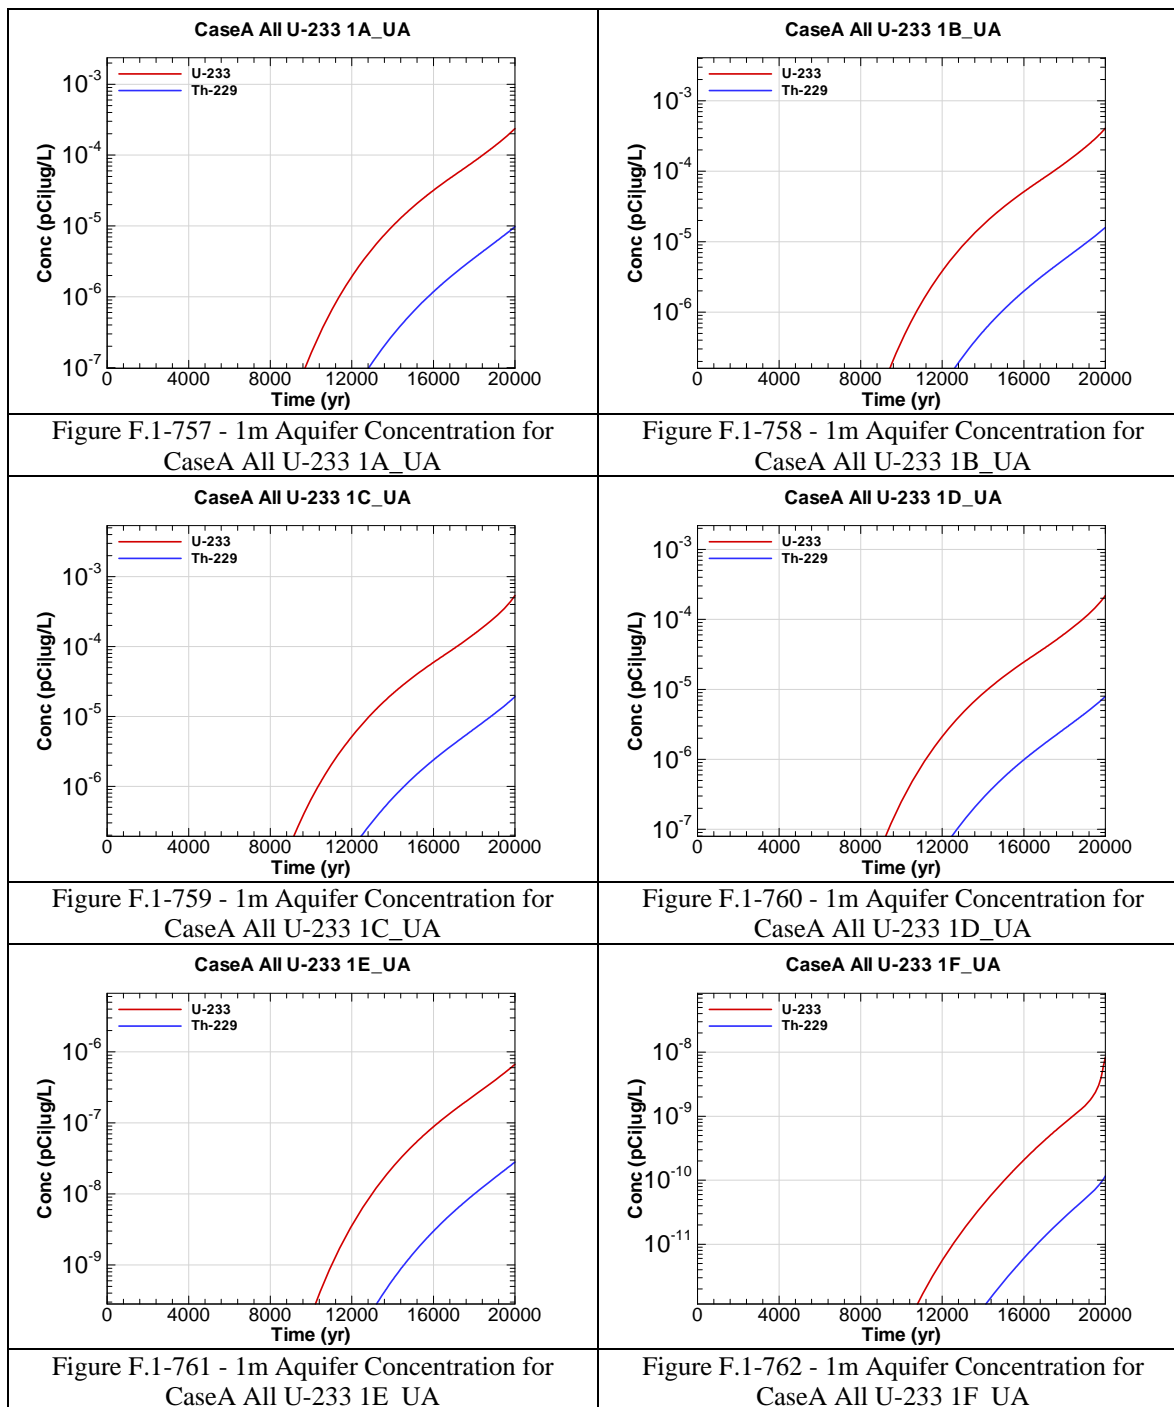 CaseA All U-233 1A_UA
U-233
Th-229
10-3
10-4
10-5
10-6
10-7
Conc (pCi|ug/L)
0 4000 8000 12000 16000 20000
Time (yr)
Figure F.1-757 - 1m Aquifer Concentration for
CaseA All U-233 1A_UA
CaseA All U-233 1B_UA
U-233
Th-229
10-3
10-4
10-5
10-6
Conc (pCi|ug/L)
0 4000 8000 12000 16000 20000
Time (yr)
Figure F.1-758 - 1m Aquifer Concentration for
CaseA All U-233 1B_UA
CaseA All U-233 1C_UA
U-233
Th-229
10-3
10-4
10-5
10-6
Conc (pCi|ug/L)
0 4000 8000 12000 16000 20000
Time (yr)
Figure F.1-759 - 1m Aquifer Concentration for
CaseA All U-233 1C_UA
CaseA All U-233 1D_UA
U-233
Th-229
10-3
10-4
10-5
10-6
10-7
Conc (pCi|ug/L)
0 4000 8000 12000 16000 20000
Time (yr)
Figure F.1-760 - 1m Aquifer Concentration for
CaseA All U-233 1D_UA
CaseA All U-233 1E_UA
U-233
Th-229
10-6
10-7
10-8
10-9
Conc (pCi|ug/L)
0 4000 8000 12000 16000 20000
Time (yr)
Figure F.1-761 - 1m Aquifer Concentration for
CaseA All U-233 1E_UA
CaseA All U-233 1F_UA
U-233
Th-229
10-8
10-9
10-10
10-11
Conc (pCi|ug/L)
0 4000 8000 12000 16000 20000
Time (yr)
Figure F.1-762 - 1m Aquifer Concentration for
CaseA All U-233 1F_UA